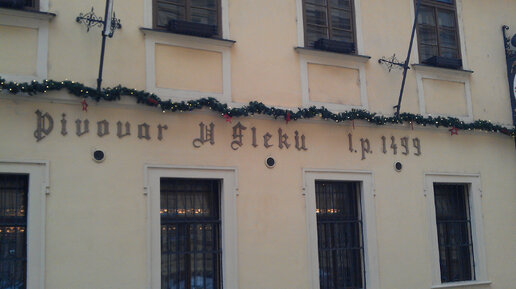 Pivovar U Fleků l.p. 1499